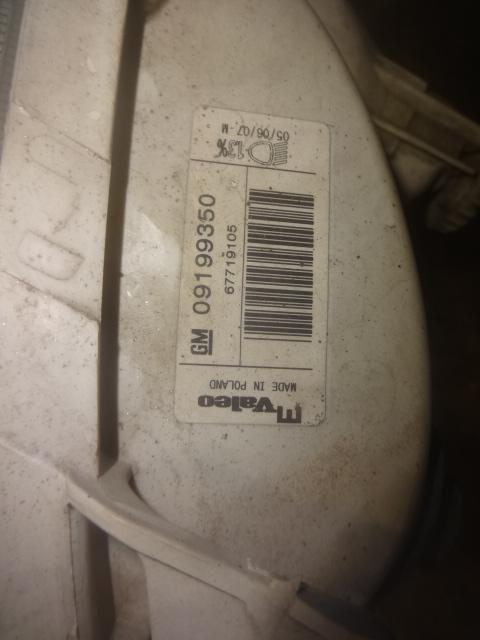 Valeo
MADE IN POLAND
GM 09199350
67719105
1.3%
05/06/07 -M